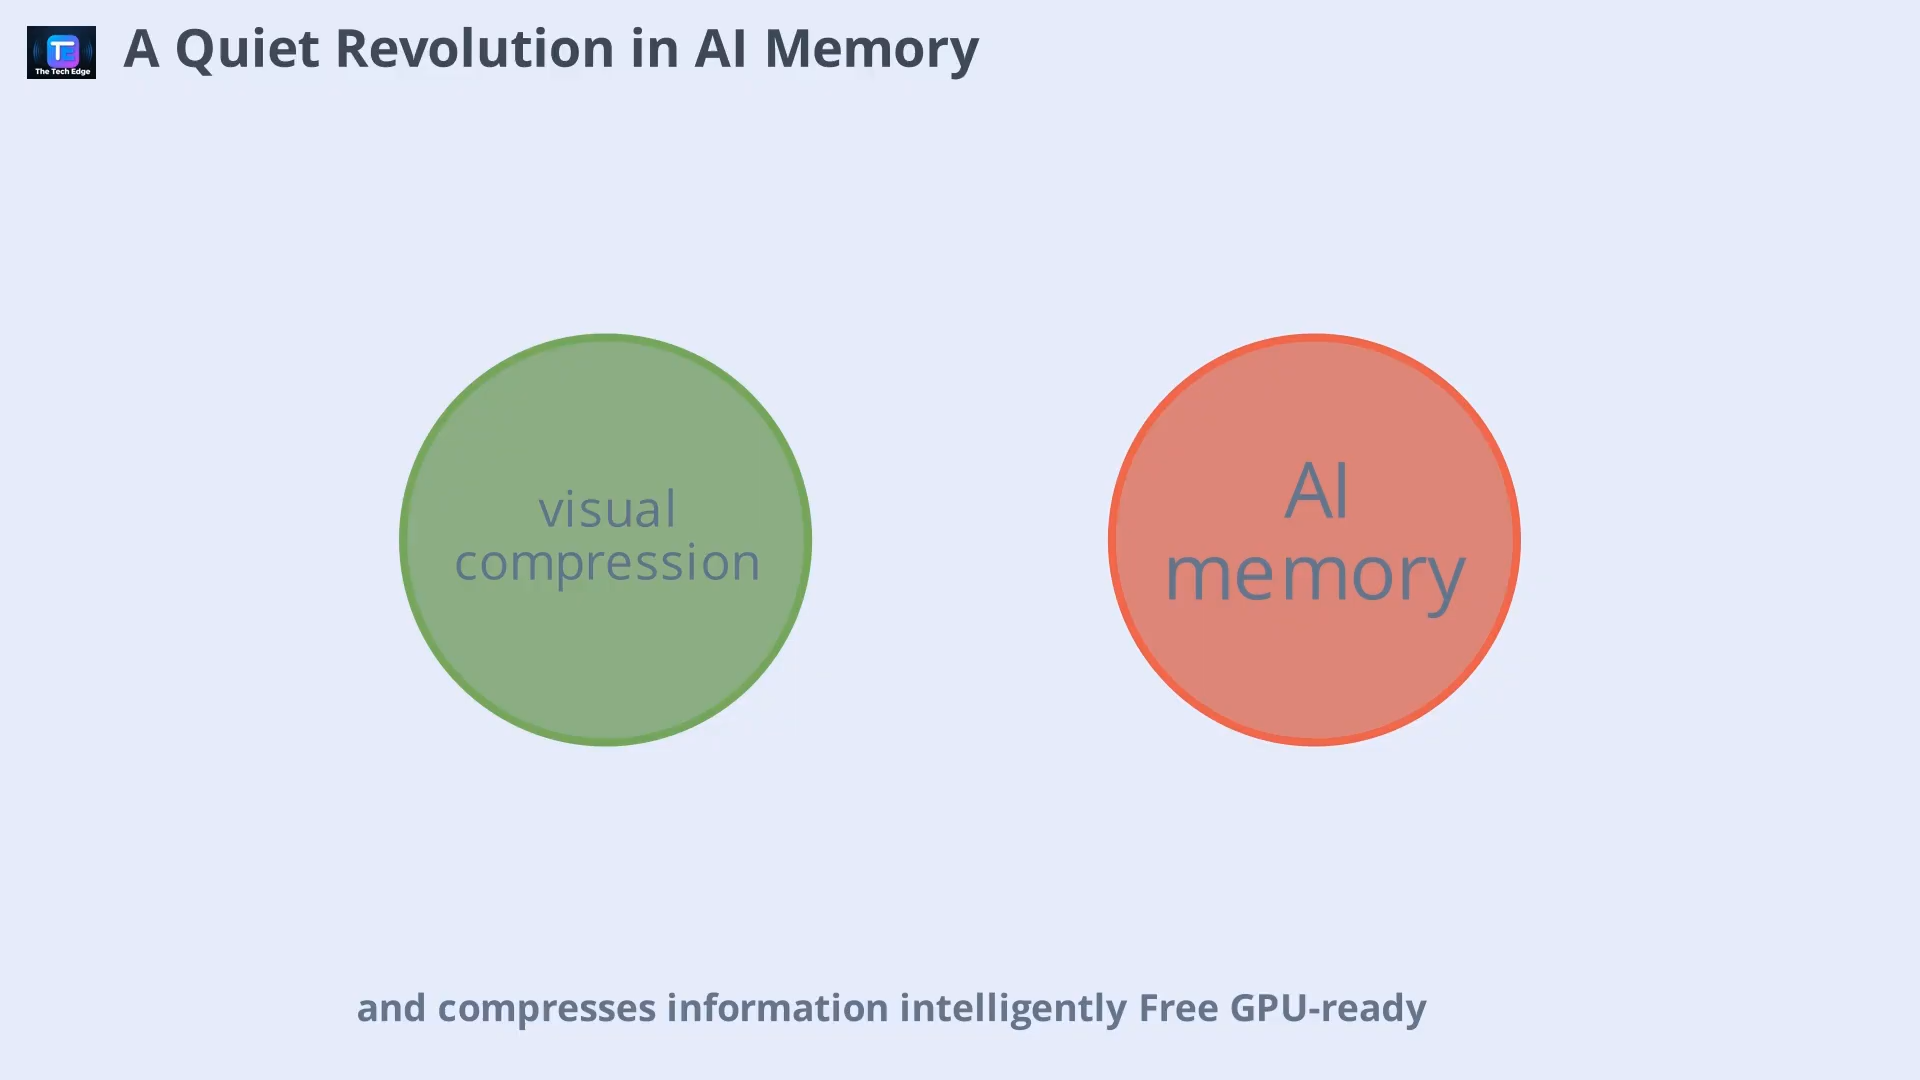 A Quiet Revolution in AI Memory
The Tech Edge
visual
compression
AI
memory
and compresses information intelligently Free GPU-ready